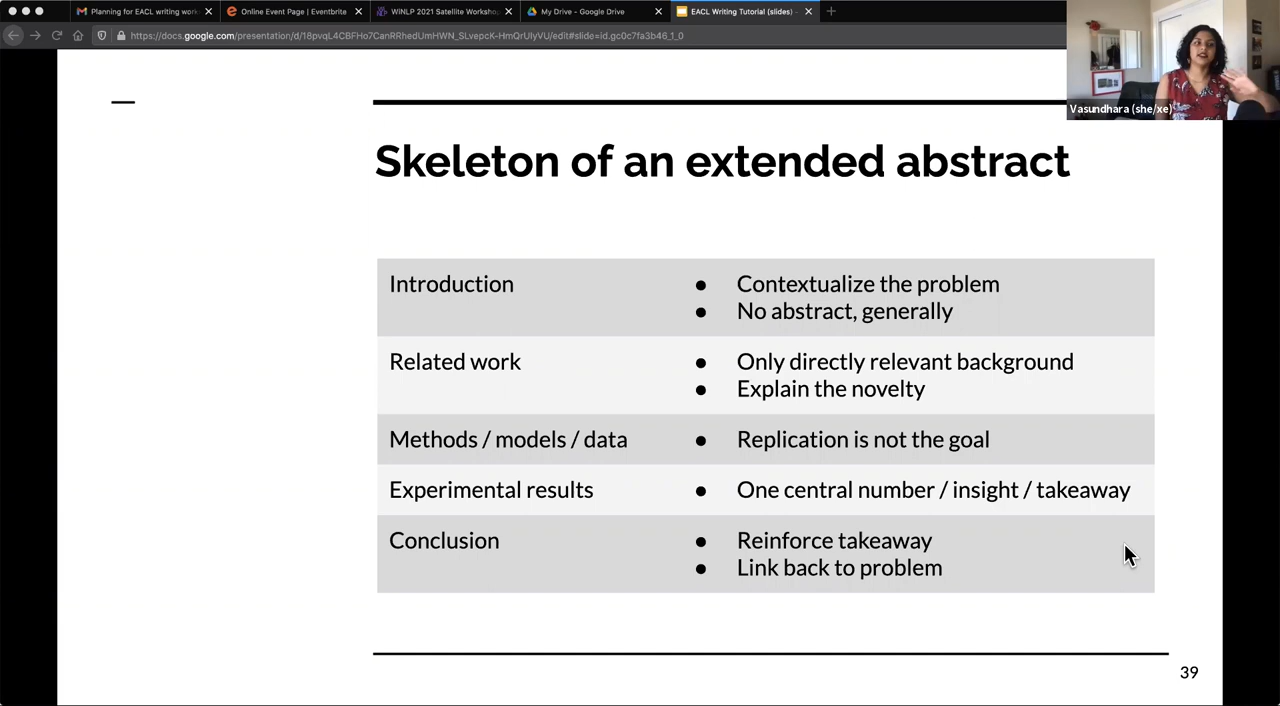 Planning for EACL writing work
Online Event Page | Eventbrite
WiNLP 2021 Satellite Worksho
My Drive - Google Drive
EACL Writing Tutorial (slides) -
https://docs.google.com/presentation/d/18pvqL4CBFHo7CanRRhedUmHWN_SLvepcK-HmQrUlyVU/edit#slide=id.gc0c7fa3b46_1_0
Vasundhara (she/xe)
Skeleton of an extended abstract
Introduction
● Contextualize the problem
● No abstract, generally
Related work
● Only directly relevant background
● Explain the novelty
Methods / models / data
● Replication is not the goal
Experimental results
● One central number / insight / takeaway
Conclusion
● Reinforce takeaway
● Link back to problem
39